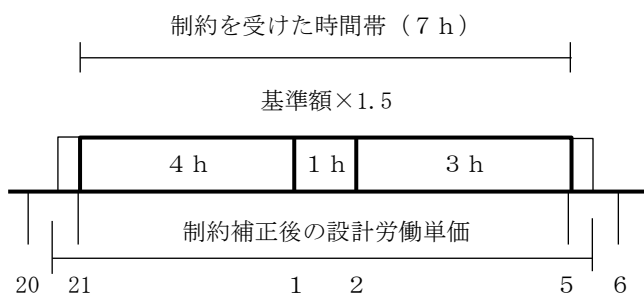 制約を受けた時間帯（７ｈ）
基準額×1.5
４ｈ １ｈ ３ｈ
制約補正後の設計労働単価
20 21 1 2 5 6